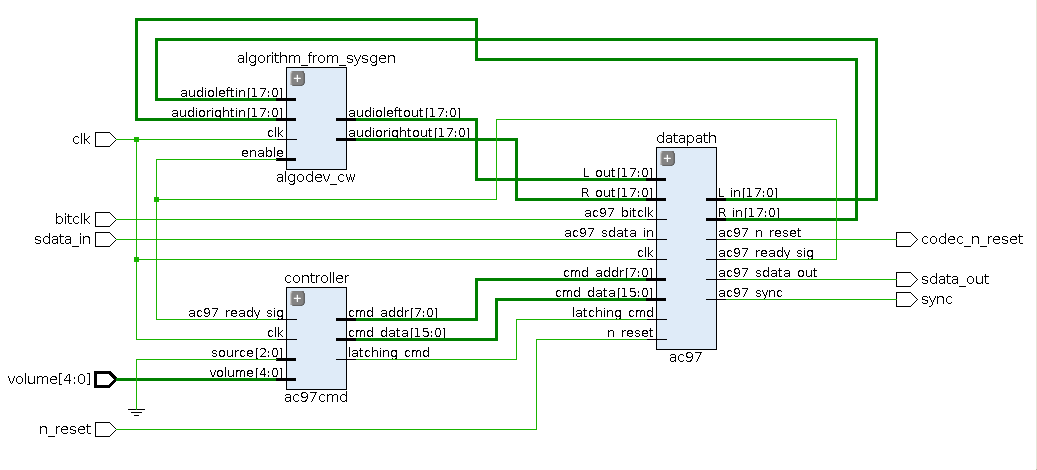 algorithm_from_sysgen
audioleftin[17:0]
audiorightin[17:0]
clk
enable
audioleftout[17:0]
audiorightout[17:0]
algodev_cw
clk
bitclk
sdata_in
datapath
L_out[17:0]
R_out[17:0]
ac97_bitclk
ac97_sdata_in
clk
cmd_addr[7:0]
cmd_data[15:0]
latching_cmd
n_reset
L_in[17:0]
R_in[17:0]
ac97_n_reset
ac97_ready_sig
ac97_sdata_out
ac97_sync
ac97
codec_n_reset
sdata_out
sync
controller
ac97_ready_sig
clk
source[2:0]
volume[4:0]
cmd_addr[7:0]
cmd_data[15:0]
latching_cmd
ac97cmd
volume[4:0]
n_reset